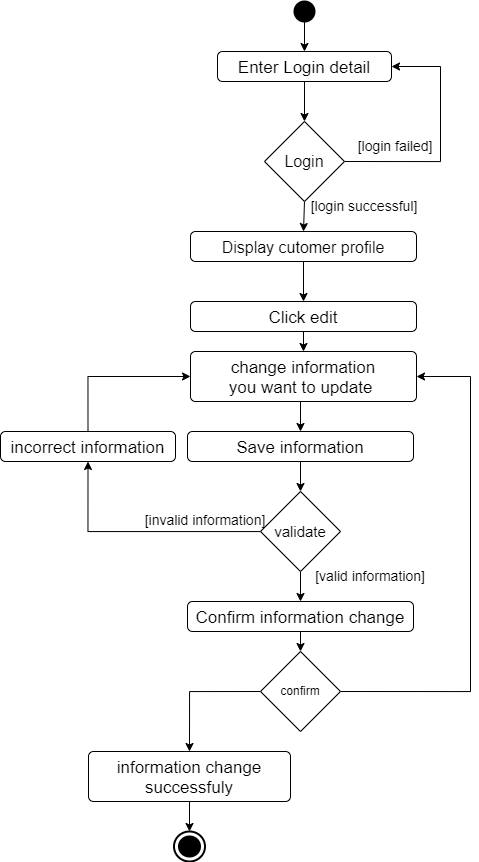 Enter Login detail
[login failed]
Login
[login successful]
Display cutomer profile
Click edit
change information
you want to update
incorrect information
Save information
[invalid information]
validate
[valid information]
Confirm information change
confirm
information change
successfuly